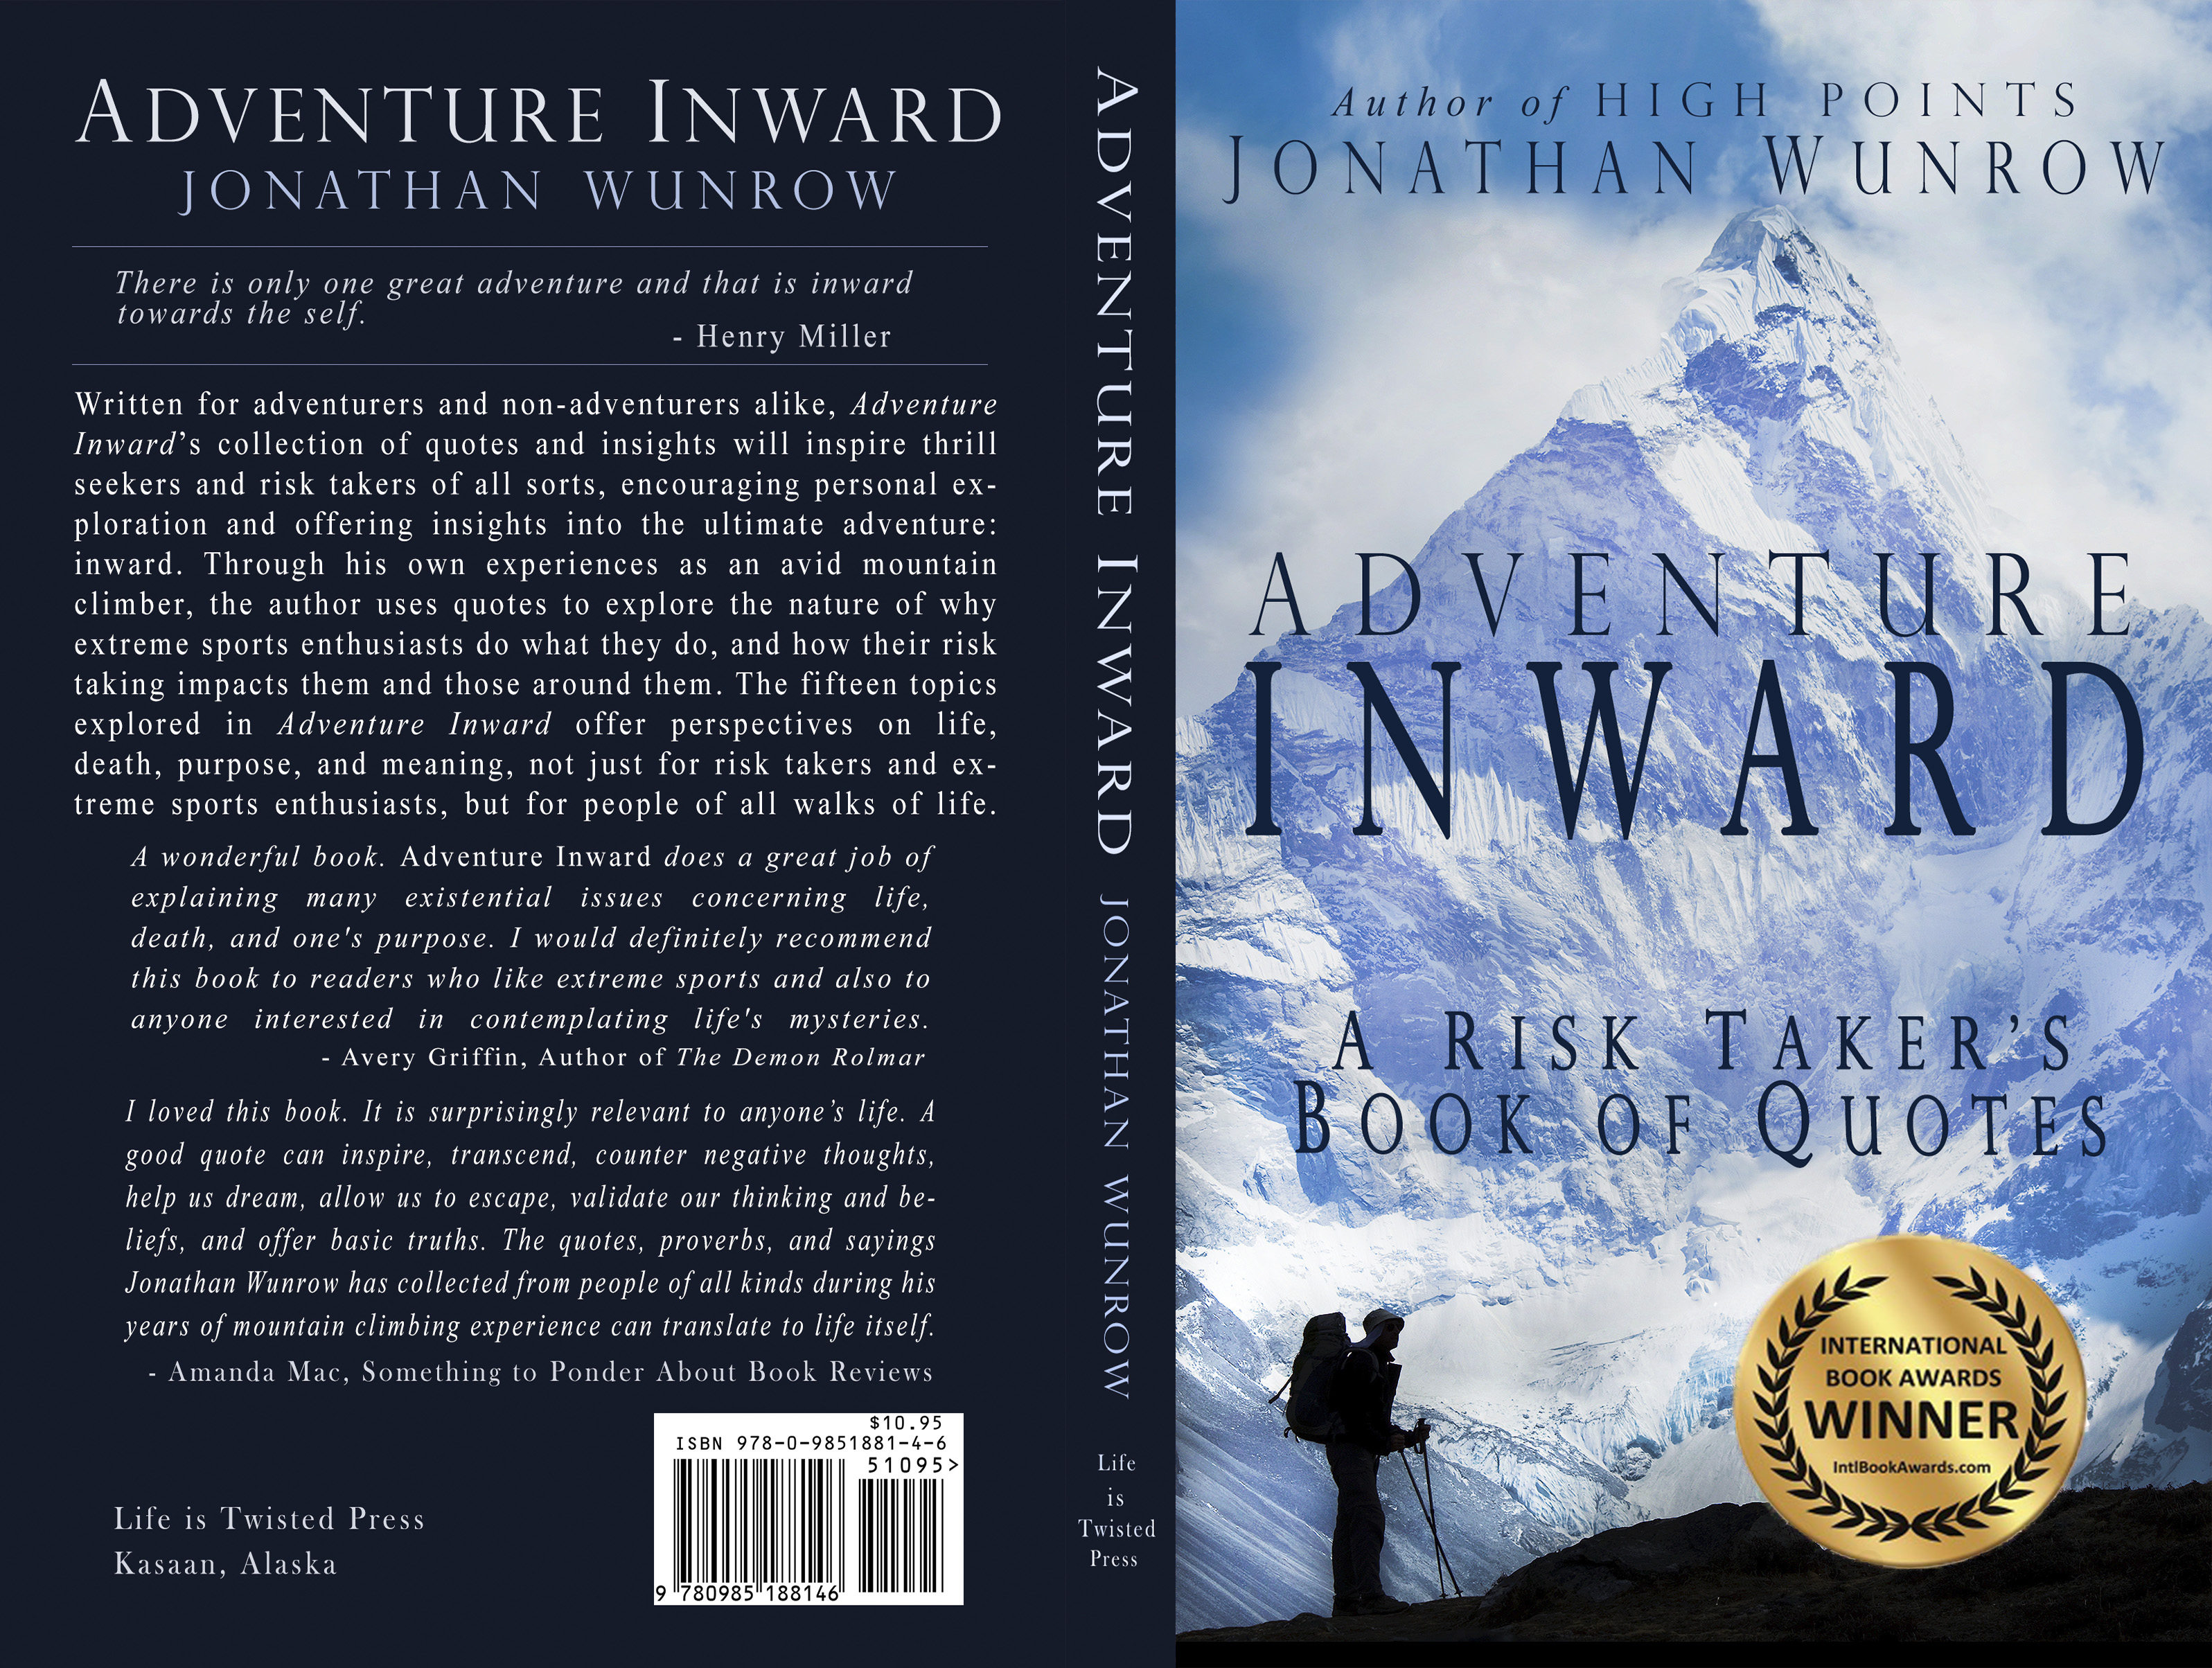 ADVENTURE INWARD
JONATHAN WUNROW
There is only one great adventure and that is inward
towards the self.
- Henry Miller
Written for adventurers and non-adventurers alike, Adventure
Inward’s collection of quotes and insights will inspire thrill
seekers and risk takers of all sorts, encouraging personal ex-
ploration and offering insights into the ultimate adventure:
inward. Through his own experiences as an avid mountain
climber, the author uses quotes to explore the nature of why
extreme sports enthusiasts do what they do, and how their risk
taking impacts them and those around them. The fifteen topics
explored in Adventure Inward offer perspectives on life,
death, purpose, and meaning, not just for risk takers and ex-
treme sports enthusiasts, but for people of all walks of life.
A wonderful book. Adventure Inward does a great job of
explaining many existential issues concerning life,
death, and one's purpose. I would definitely recommend
this book to readers who like extreme sports and also to
anyone interested in contemplating life's mysteries.
- Avery Griffin, Author of The Demon Rolmar
I loved this book. It is surprisingly relevant to anyone’s life. A
good quote can inspire, transcend, counter negative thoughts,
help us dream, allow us to escape, validate our thinking and be-
liefs, and offer basic truths. The quotes, proverbs, and sayings
Jonathan Wunrow has collected from people of all kinds during his
years of mountain climbing experience can translate to life itself.
- Amanda Mac, Something to Ponder About Book Reviews
$10.95
ISBN 978-0-9851881-4-6
51095>
9 780985 188146
Life is Twisted Press
Kasaan, Alaska
ADVENTURE INWARD JONATHAN WUNROW
Life
is
Twisted
Press
Author of HIGH POINTS
JONATHAN WUNROW
ADVENTURE
INWARD
A RISK TAKER’S
BOOK OF QUOTES
INTERNATIONAL
BOOK AWARDS
WINNER
IntlBookAwards.com